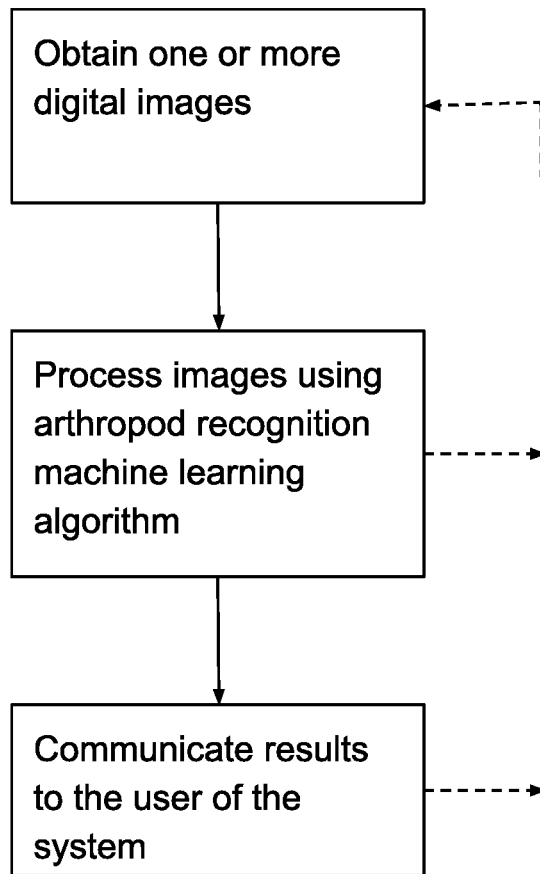 Obtain one or more
digital images
Process images using
arthropod recognition
machine learning
algorithm
Communicate results
to the user of the
system